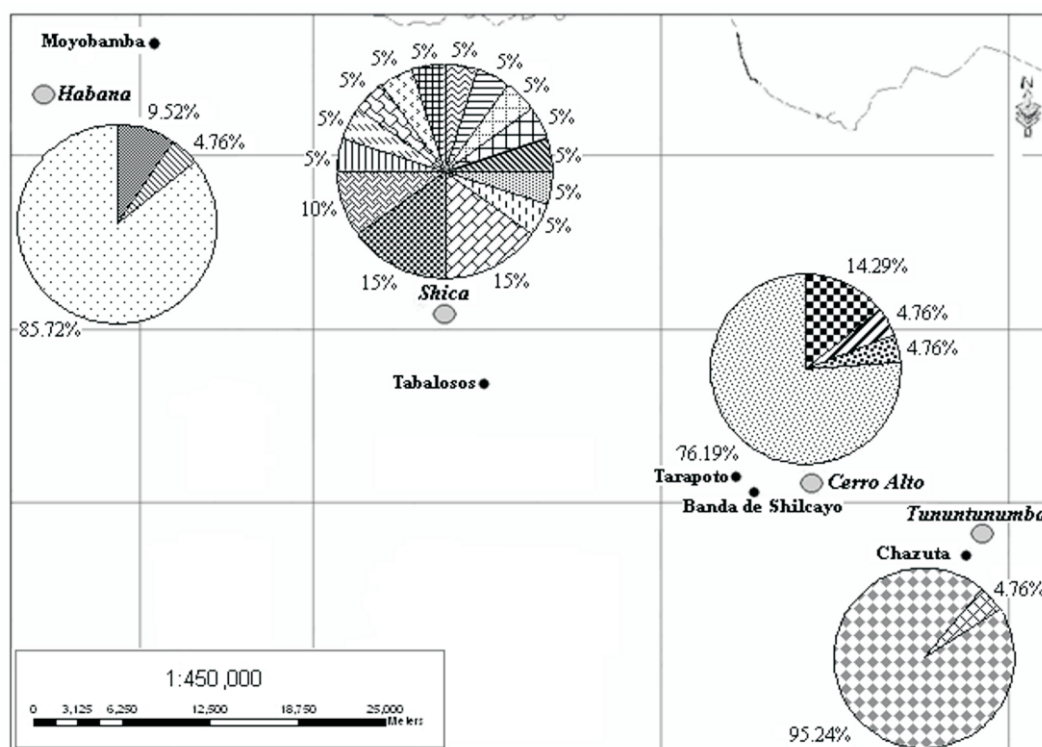 Moyobamba
Habana
9.52%
4.76%
85.72%
5%
5%
5%
5%
5%
5%
5%
5%
5%
5%
5%
5%
10%
15%
15%
Shica
N
Tabalosos
14.29%
4.76%
4.76%
76.19%
Tarapoto
Banda de Shilcayo
Cerro Alto
Tununtunumba
Chazuta
4.76%
95.24%
1:450,000
0 3,125 6,250 12,500 18,750 25,000
Meters